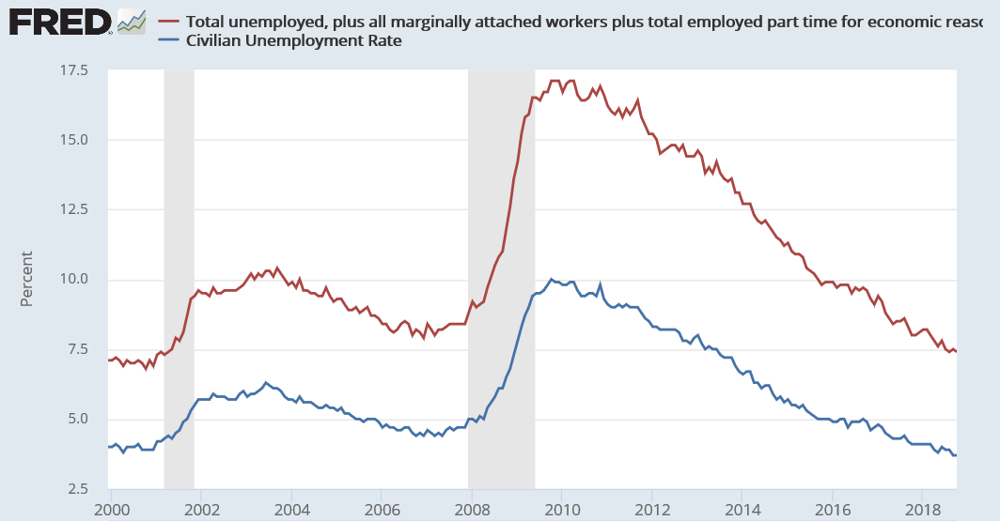 FRED
Total unemployed, plus all marginally attached workers plus total employed part time for economic
Civilian Unemployment Rate
17.5
15.0
12.5
10.0
7.5
5.0
2.5
Percent
2000 2002 2004 2006 2008 2010 2012 2014 2016 2018